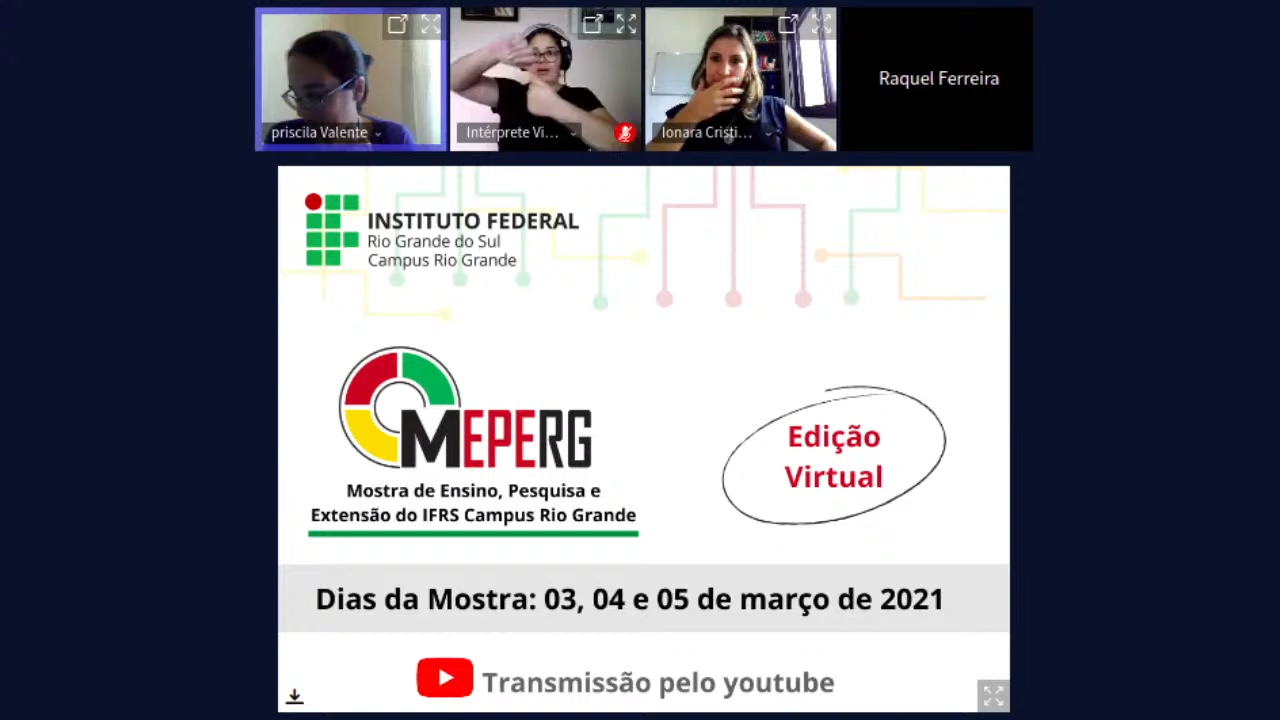 priscila Valente
Intérprete Vi...
Ionara Cristi...
Raquel Ferreira
INSTITUTO FEDERAL
Rio Grande do Sul
Campus Rio Grande
MEPERG
Mostra de Ensino, Pesquisa e
Extensão do IFRS Campus Rio Grande
Edição
Virtual
Dias da Mostra: 03, 04 e 05 de março de 2021
Transmissão pelo youtube